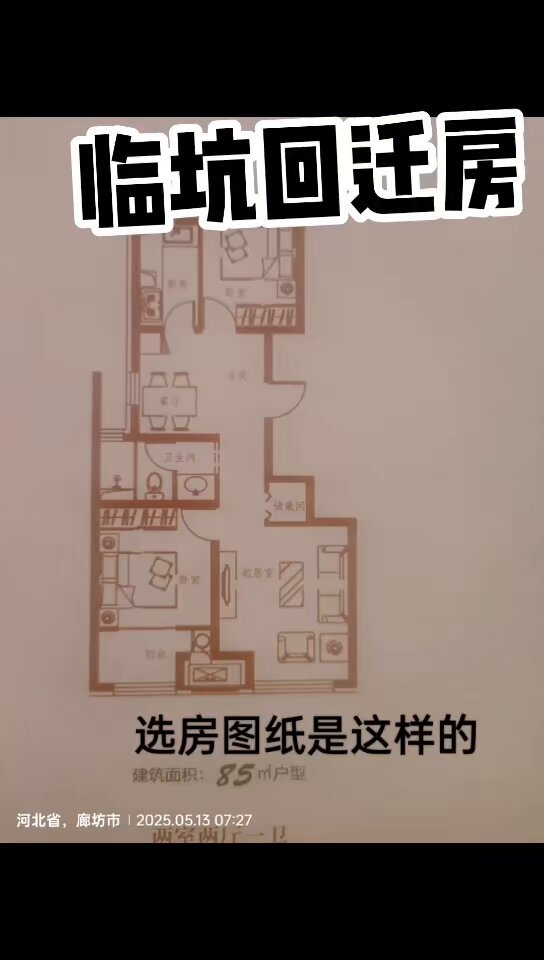 临坑回迁房
厨房
卧室
玄关
餐厅
卫生间
储藏间
卧室
起居室
阳台
选房图纸是这样的
建筑面积：85㎡户型
河北省，廊坊市 2025.05.13 07:27
两室两厅一卫